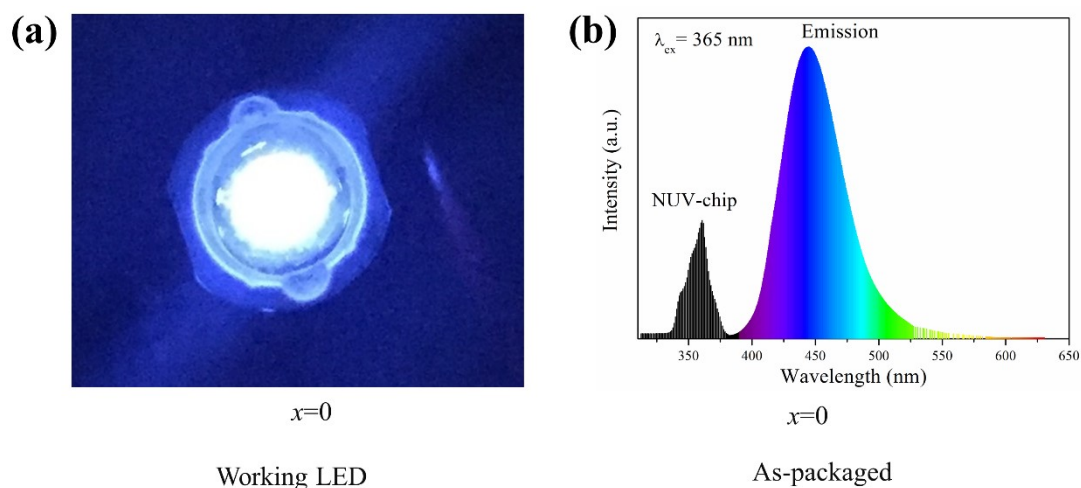 (a)
x=0
Working LED
(b)
λex= 365 nm
Emission
NUV-chip
Intensity (a.u.)
350 400 450 500 550 600 650
Wavelength (nm)
x=0
As-packaged